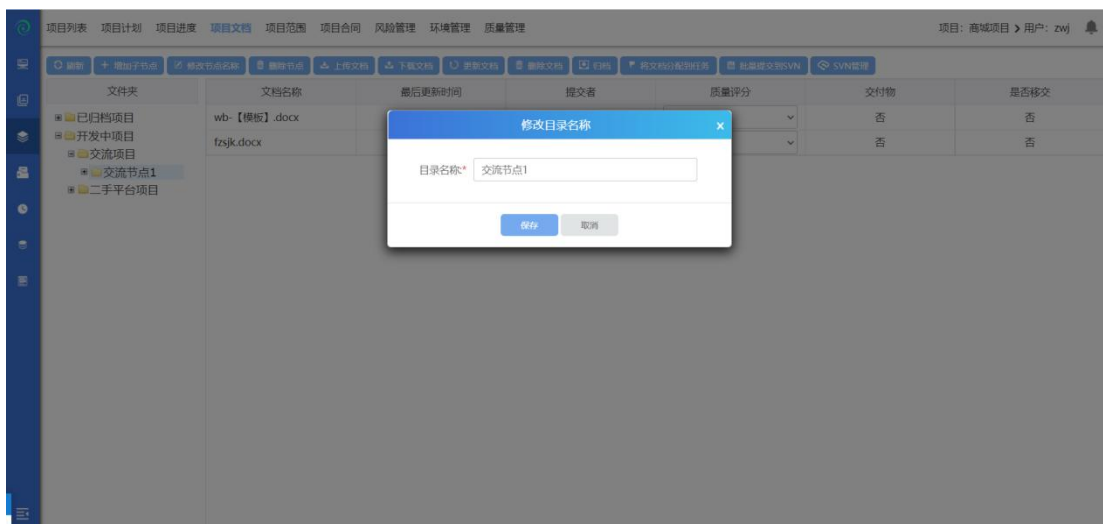 项目列表 项目计划 项目进度 项目文档 项目范围 项目合同 风险管理 环境管理 质量管理 项目：商城项目 用户：zwj
刷新 增加子节点 修改节点名称 删除节点 上传文档 下载文档 更新文档 删除文档 归档 将文档分配到任务 批量提交到SVN SVN管理
文件夹 文档名称 最后更新时间 提交者 质量评分 交付物 是否移交
已归档项目 wb-【模板】.docx 否 否
开发中项目 fzsjk.docx 否 否
交流项目
交流节点1
二手平台项目
修改目录名称
目录名称:* 交流节点1
保存 取消